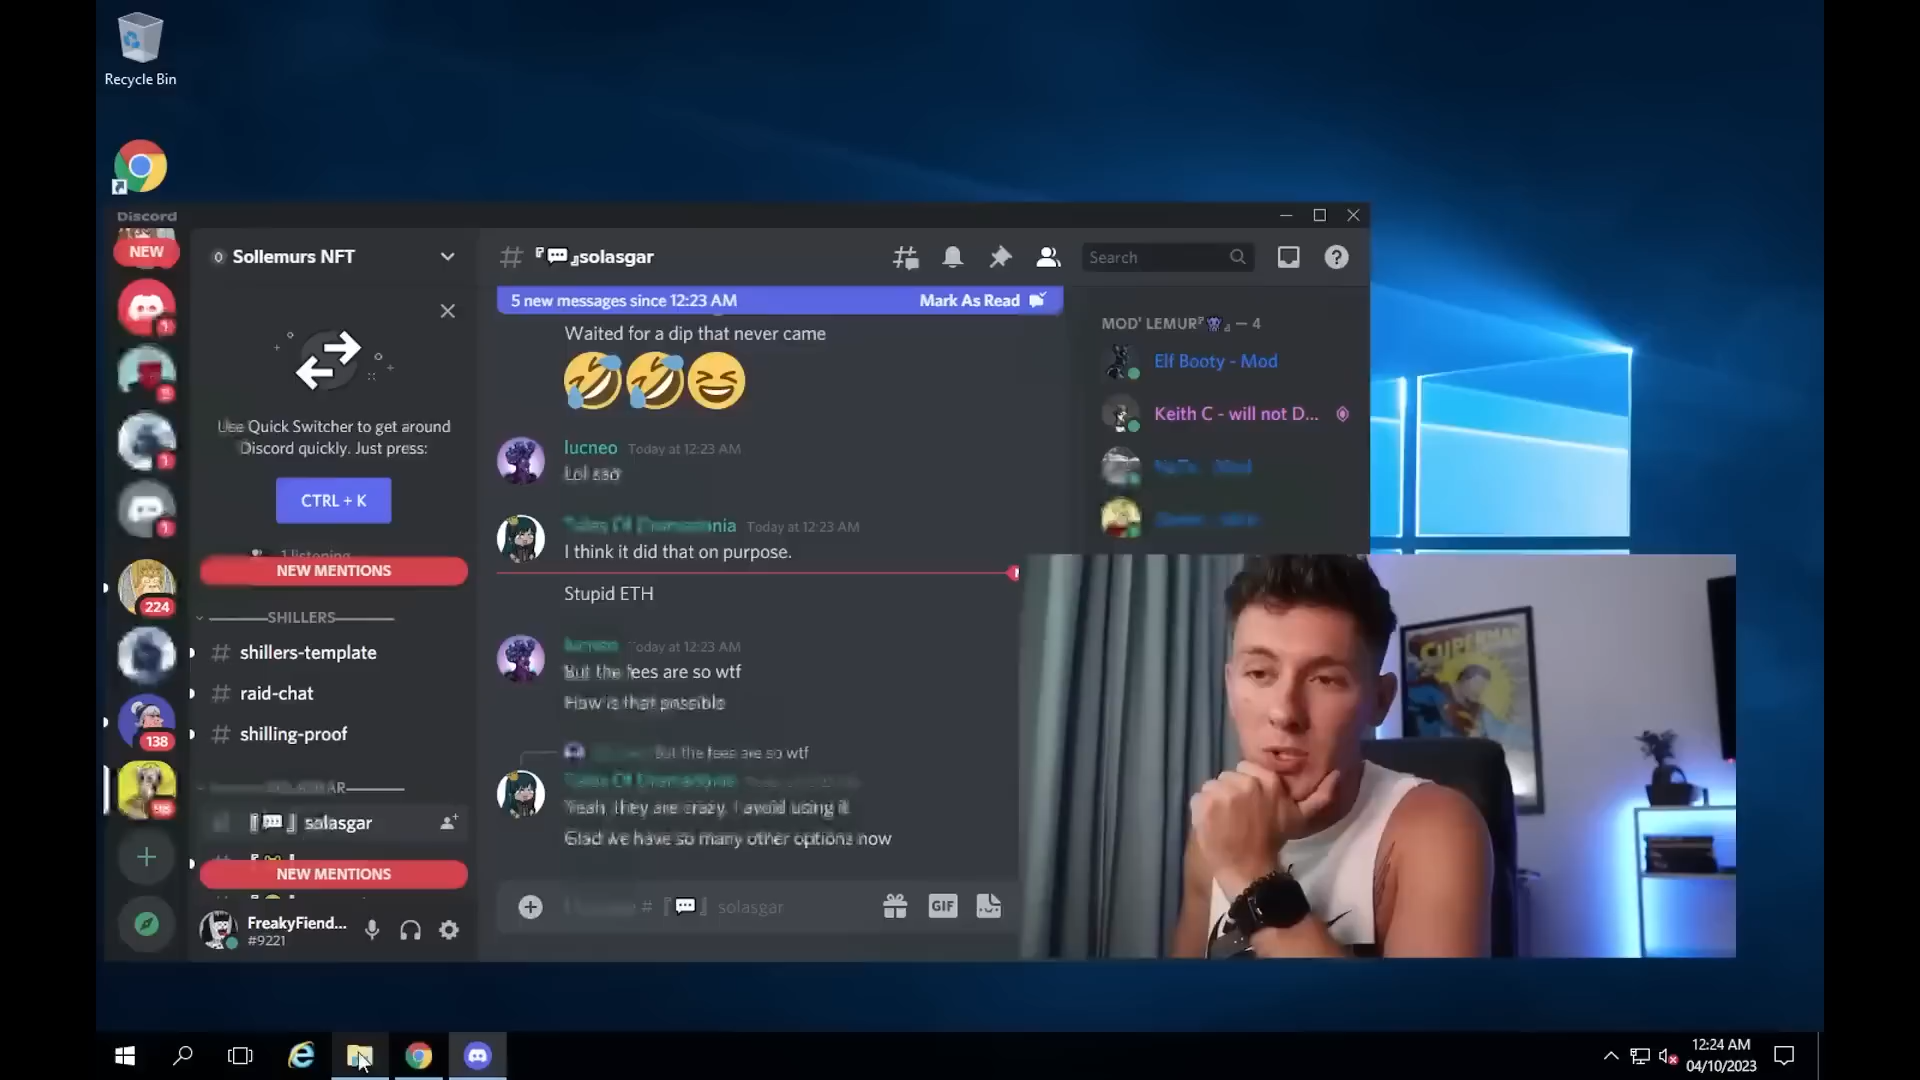 Recycle Bin
Discord
NEW
Sollemurs NFT
solasgar
Search
5 new messages since 12:23 AM
Mark As Read
Waited for a dip that never came
MOD' LEMUR — 4
Elf Booty - Mod
Keith C - will not D...
Use Quick Switcher to get around
Discord quickly. Just press:
CTRL + K
lucneo Today at 12:23 AM
Lol sao
1 listening
NEW MENTIONS
Today at 12:23 AM
I think it did that on purpose.
Stupid ETH
SHILLERS
shillers-template
raid-chat
shilling-proof
lucneo Today at 12:23 AM
But the fees are so wtf
How is that possible
But the fees are so wtf
Yeah, they are crazy. I avoid using it
Glad we have so many other options now
224
138
solasgar
NEW MENTIONS
# solasgar
GIF
FreakyFiend...
#9221
SUPERMAN
12:24 AM
04/10/2023